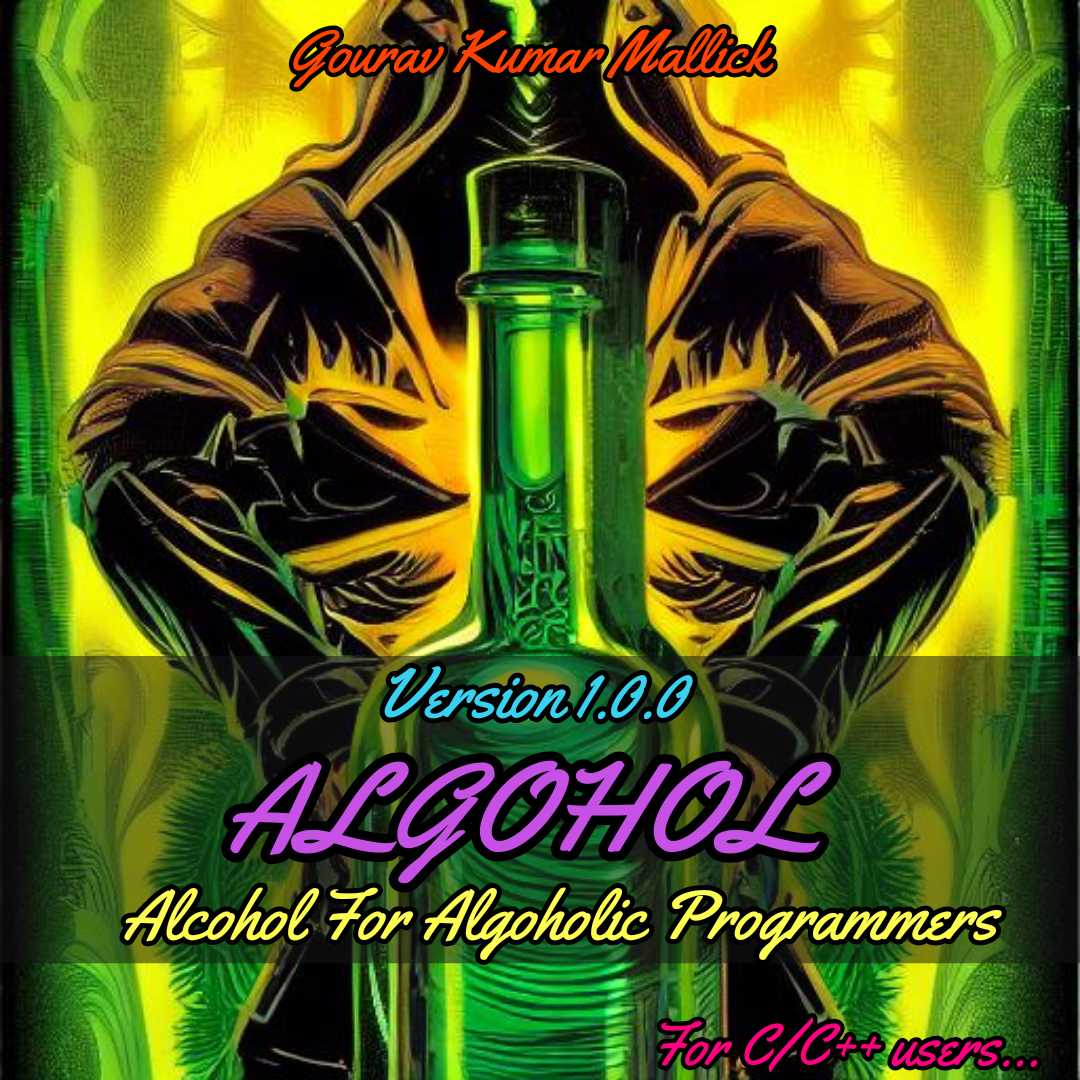 Gourav Kumar Mallick
Version 1.0.0
ALGOHOL
Alcohol For Algoholic Programmers
For C/C++ users...